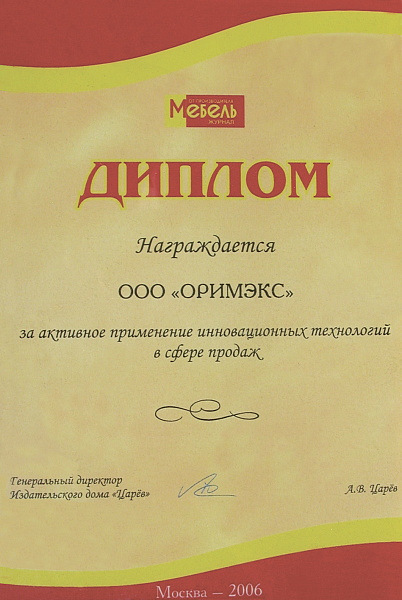 Мебель
ЖУРНАЛ
ДИПЛОМ
Награждается
ООО «ОРИМЭКС»
за активное применение инновационных технологий
в сфере продаж
Генеральный директор
Издательского дома «Царёв»
А.В. Царёв
Москва – 2006